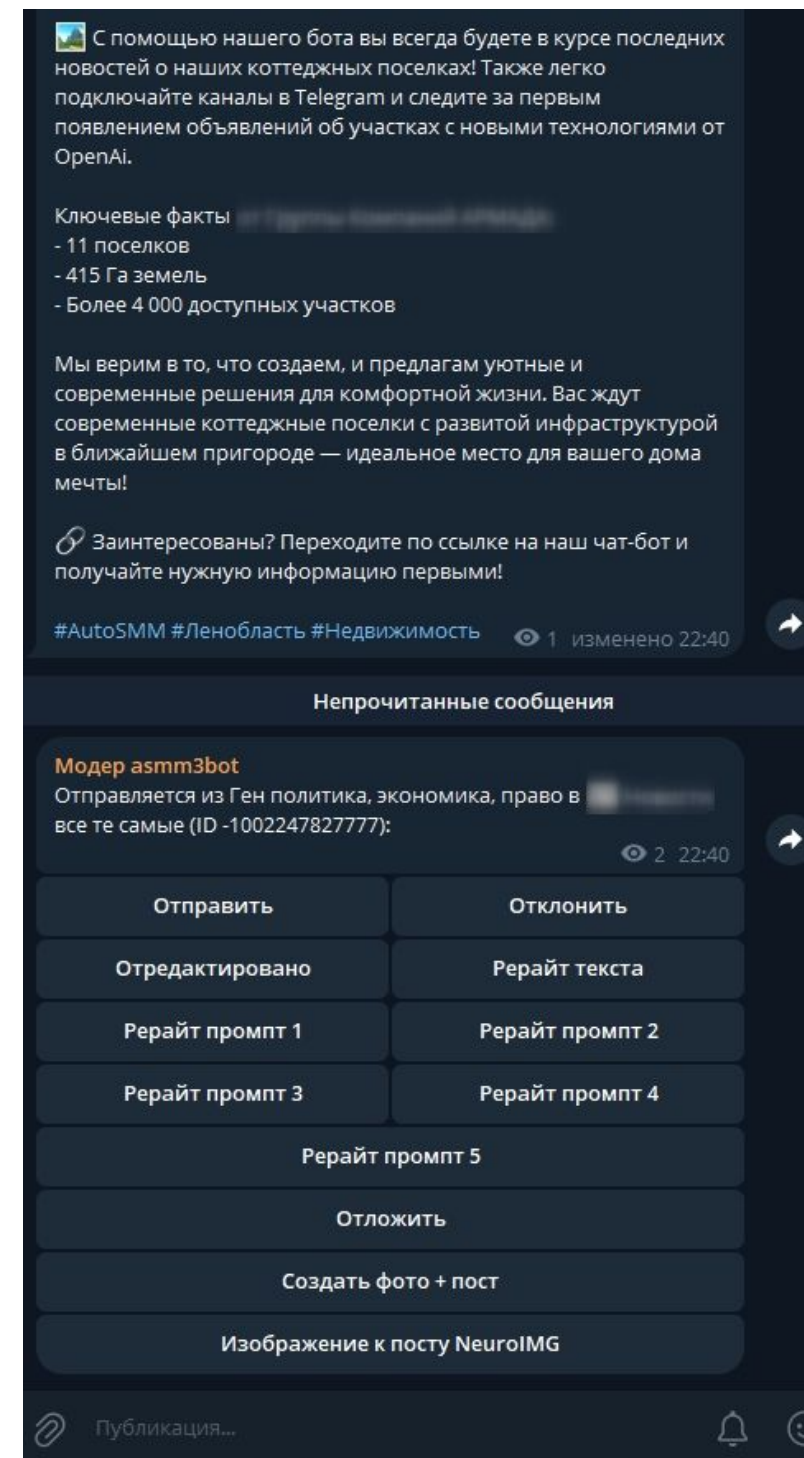 С помощью нашего бота вы всегда будете в курсе последних
новостей о наших коттеджных поселках! Также легко
подключайте каналы в Telegram и следите за первым
появлением объявлений об участках с новыми технологиями от
OpenAi.
Ключевые факты
- 11 поселков
- 415 Га земель
- Более 4 000 доступных участков
Мы верим в то, что создаем, и предлагам уютные и
современные решения для комфортной жизни. Вас ждут
современные коттеджные поселки с развитой инфраструктурой
в ближайшем пригороде — идеальное место для вашего дома
мечты!
Заинтересованы? Переходите по ссылке на наш чат-бот и
получайте нужную информацию первыми!
#AutoSMM #Ленобласть #Недвижимость 1 изменено 22:40
Непрочитанные сообщения
Модер asmm3bot
Отправляется из Ген политика, экономика, право в
все те самые (ID -1002247827777):
2 22:40
Отправить Отклонить
Отредактировано Рерайт текста
Рерайт промпт 1 Рерайт промпт 2
Рерайт промпт 3 Рерайт промпт 4
Рерайт промпт 5
Отложить
Создать фото + пост
Изображение к посту NeuroIMG
Публикация...